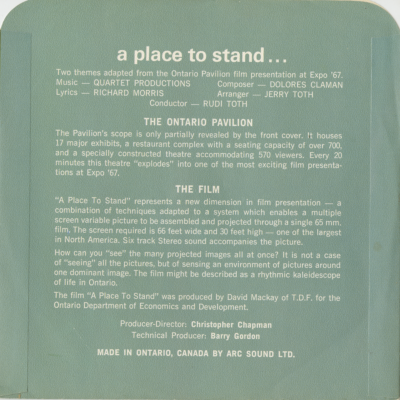 a place to stand...
Two themes adapted from the Ontario Pavilion film presentation at Expo '67.
Music — QUARTET PRODUCTIONS Composer — DOLORES CLAMAN
Lyrics — RICHARD MORRIS Arranger — JERRY TOTH
Conductor — RUDI TOTH
THE ONTARIO PAVILION
The Pavilion's scope is only partially revealed by the front cover. It houses
17 major exhibits, a restaurant complex with a seating capacity of over 700,
and a specially constructed theatre accommodating 570 viewers. Every 20
minutes this theatre "explodes" into one of the most exciting film presenta-
tions at Expo '67.
THE FILM
"A Place To Stand" represents a new dimension in film presentation — a
combination of techniques adapted to a system which enables a multiple
screen variable picture to be assembled and projected through a single 65 mm.
film. The screen required is 66 feet wide and 30 feet high — one of the largest
in North America. Six track Stereo sound accompanies the picture.
How can you "see" the many projected images all at once? It is not a case
of "seeing" all the pictures, but of sensing an environment of pictures around
one dominant image. The film might be described as a rhythmic kaleidoscope
of life in Ontario.
The film "A Place To Stand" was produced by David Mackay of T.D.F. for the
Ontario Department of Economics and Development.
Producer-Director: Christopher Chapman
Technical Producer: Barry Gordon
MADE IN ONTARIO, CANADA BY ARC SOUND LTD.